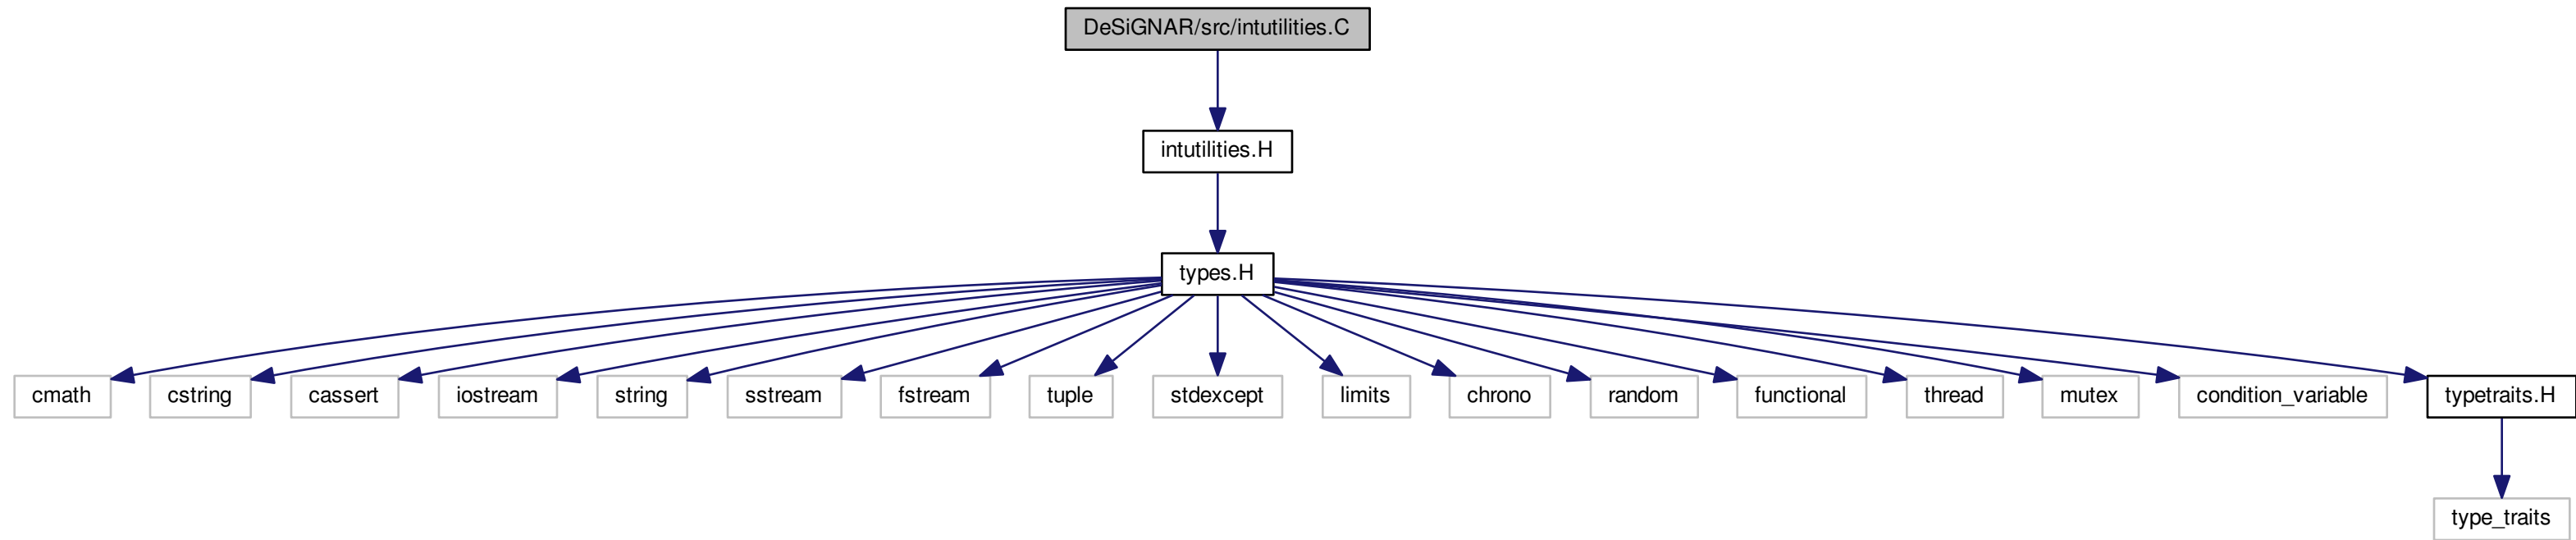 DeSiGNAR/src/intutilities.C
intutilities.H
types.H
cmath
cstring
cassert
iostream
string
sstream
fstream
tuple
stdexcept
limits
chrono
random
functional
thread
mutex
condition_variable
typetraits.H
type_traits